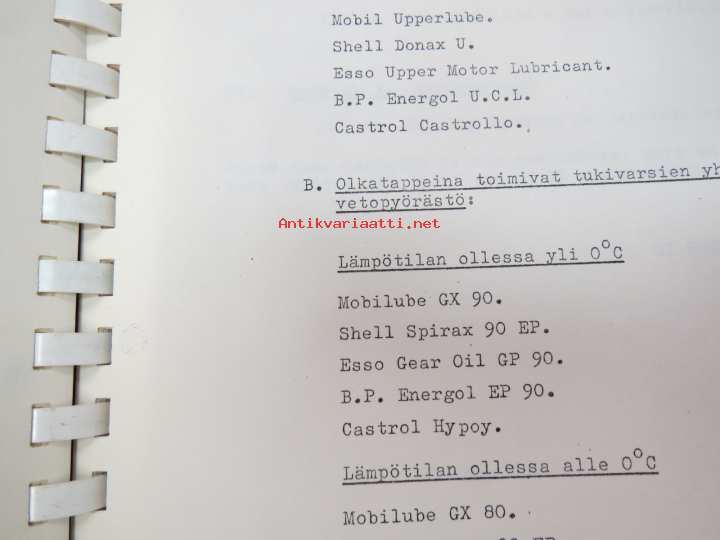 Mobil Upperlube.
Shell Donax U.
Esso Upper Motor Lubricant.
B.P. Energol U.C.L.
Castrol Castrollo.
B. Olkatappeina toimivat tukivarsien yh
vetopyörästö:
Antikvariaatti.net
Lämpötilan ollessa yli 0°C
Mobilube GX 90.
Shell Spirax 90 EP.
Esso Gear Oil GP 90.
B.P. Energol EP 90.
Castrol Hypoy.
Lämpötilan ollessa alle 0°C
Mobilube GX 80.